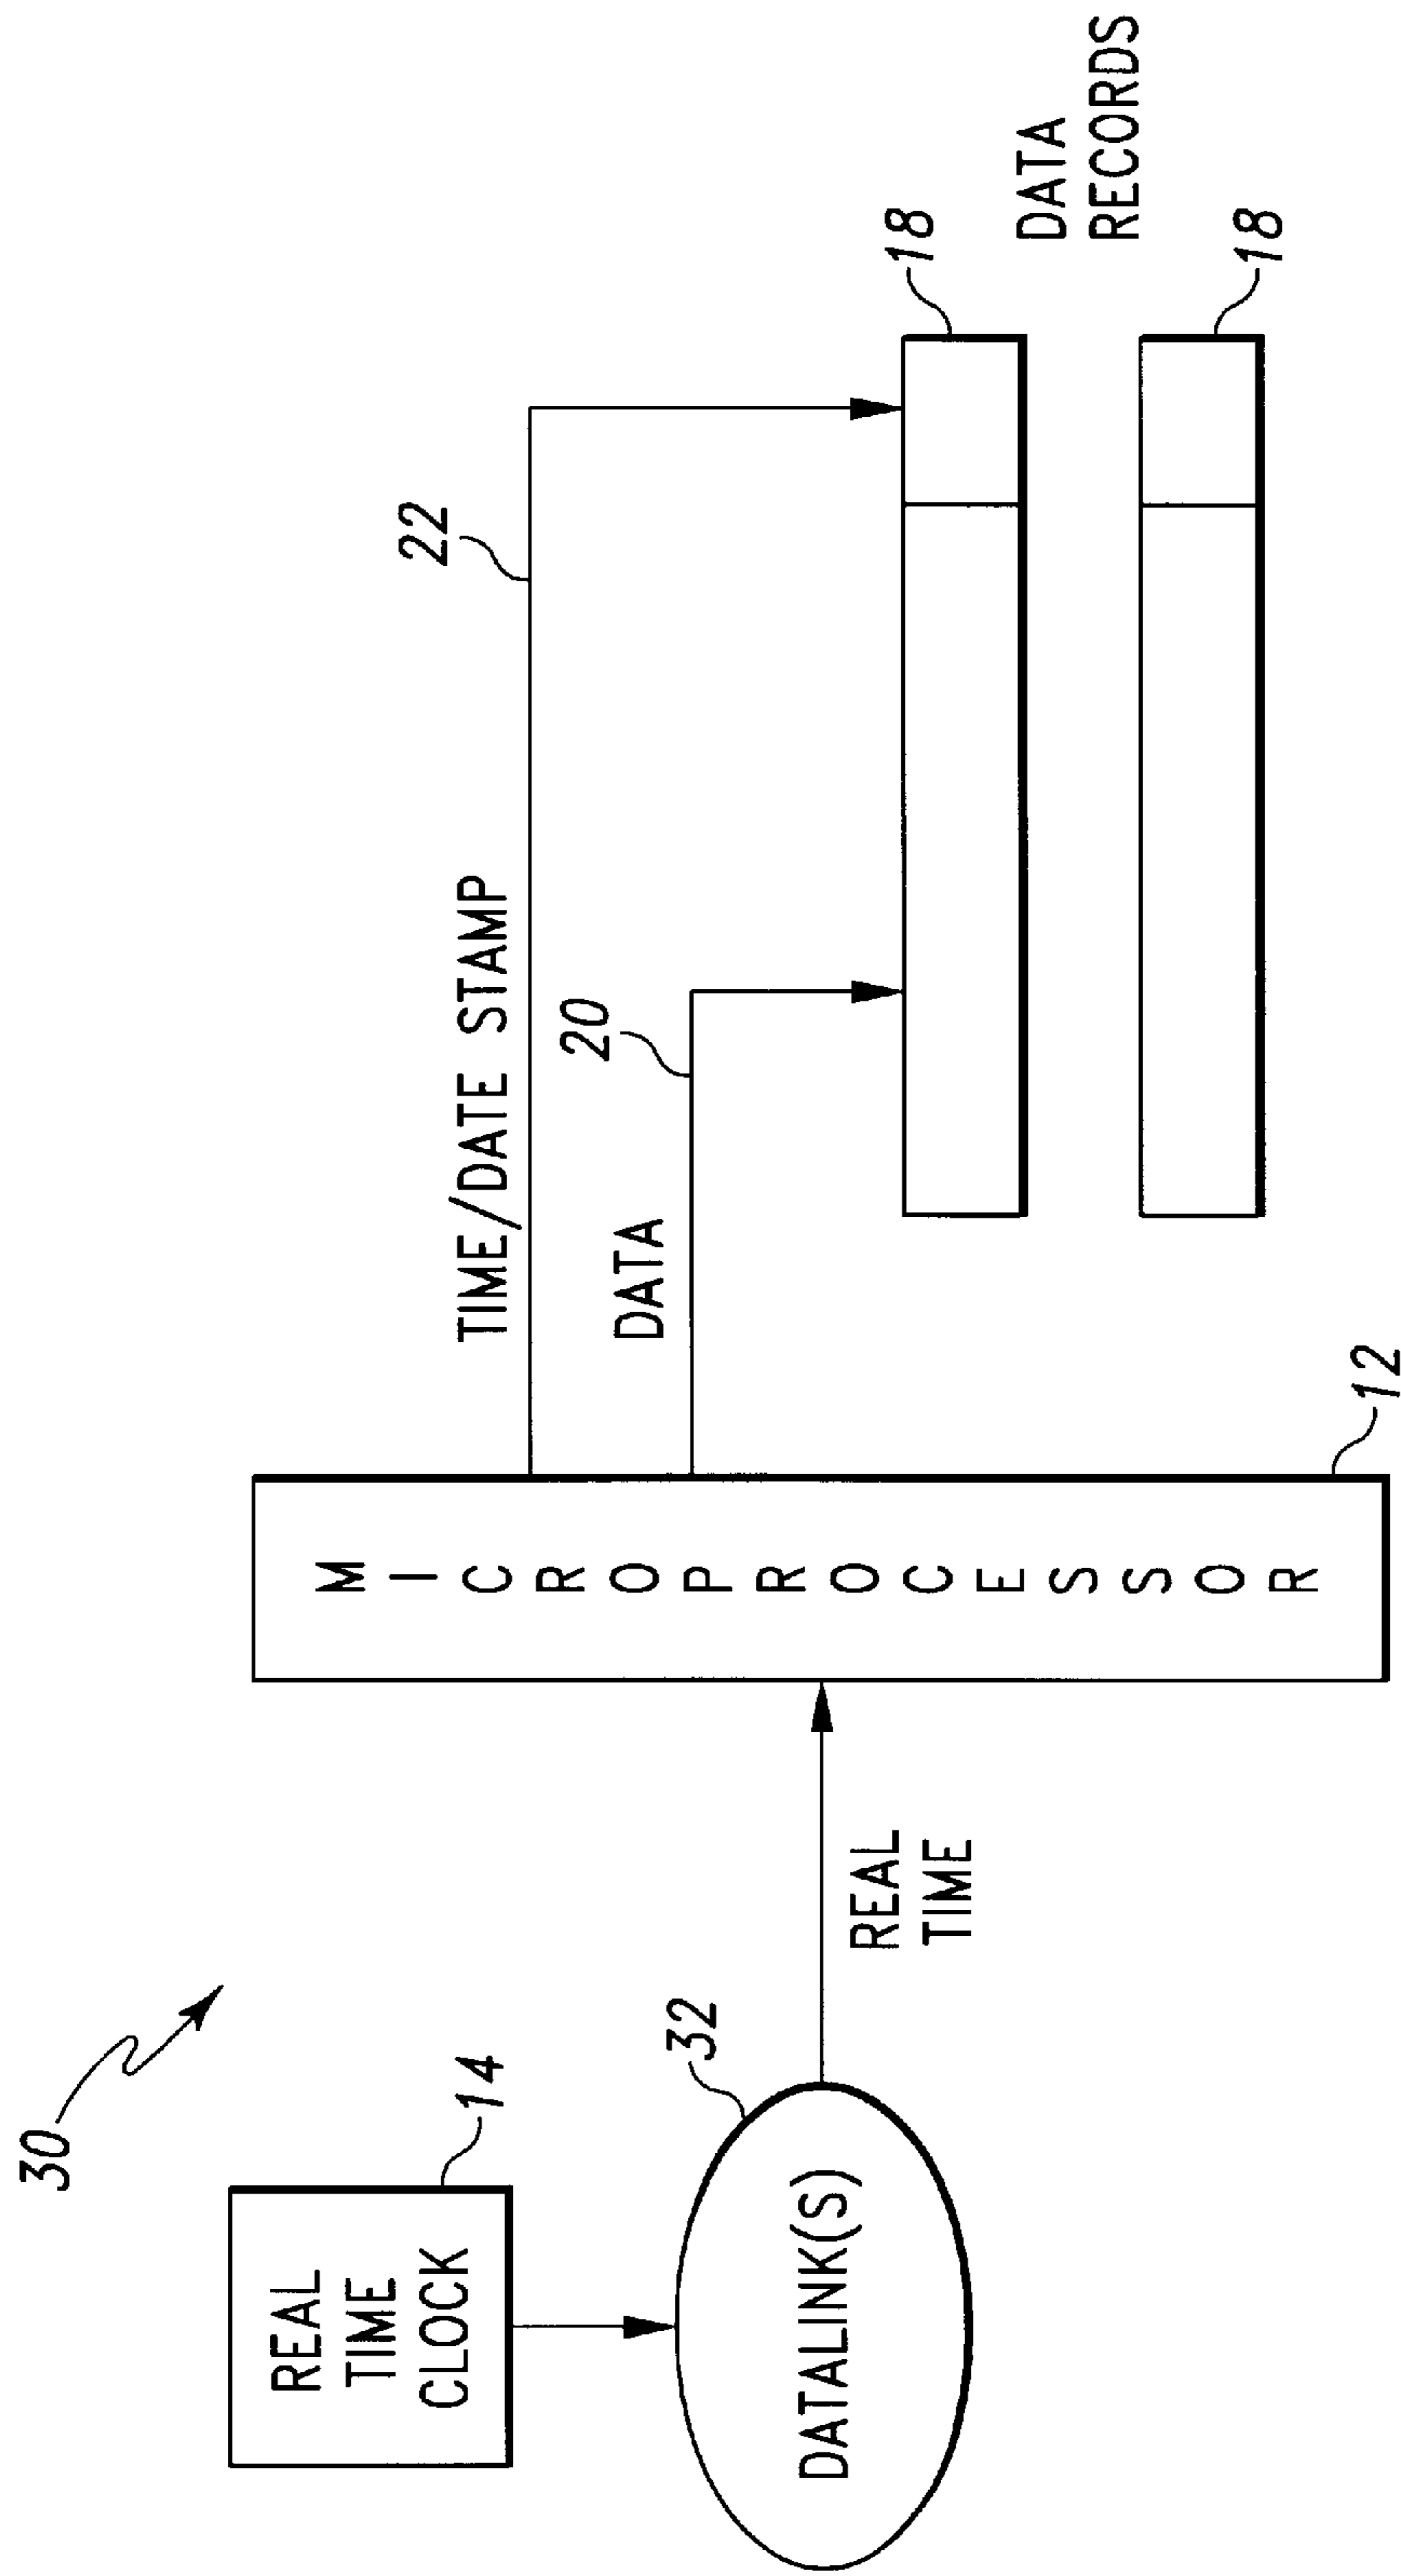 30
REAL
TIME
CLOCK
14
DATALINK(S)
32
REAL
TIME
MICROPROCESSOR
12
TIME/DATE STAMP
22
DATA
20
18
DATA
RECORDS
18